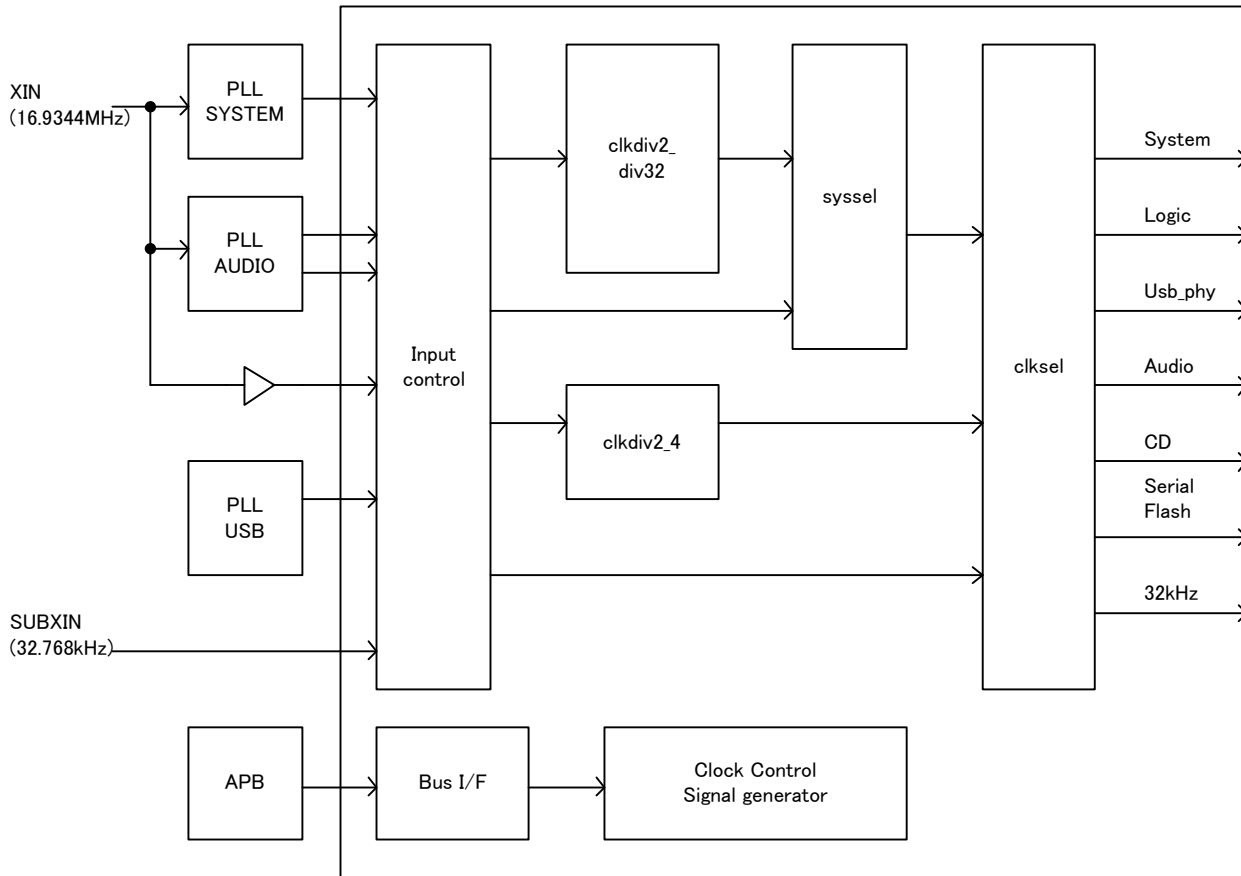 XIN
(16.9344MHz)
PLL
SYSTEM
PLL
AUDIO
PLL
USB
SUBXIN
(32.768kHz)
APB
Input
control
clkdiv2_
div32
syssel
clkdiv2_4
clksel
System
Logic
Usb_phy
Audio
CD
Serial
Flash
32kHz
Bus I/F
Clock Control
Signal generator